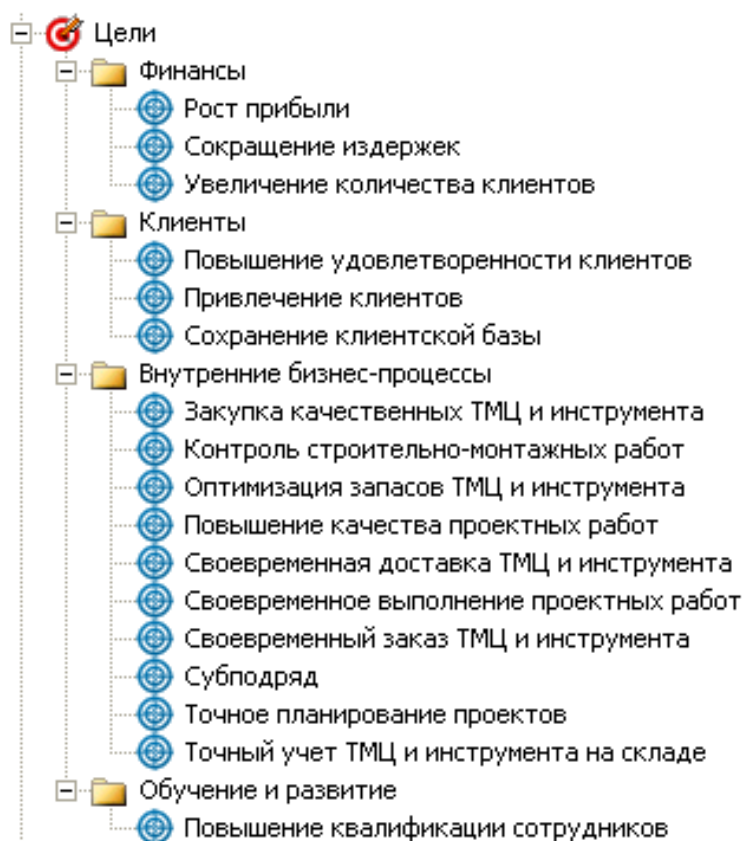 Цели
Финансы
Рост прибыли
Сокращение издержек
Увеличение количества клиентов
Клиенты
Повышение удовлетворенности клиентов
Привлечение клиентов
Сохранение клиентской базы
Внутренние бизнес-процессы
Закупка качественных ТМЦ и инструмента
Контроль строительно-монтажных работ
Оптимизация запасов ТМЦ и инструмента
Повышение качества проектных работ
Своевременная доставка ТМЦ и инструмента
Своевременное выполнение проектных работ
Своевременный заказ ТМЦ и инструмента
Субподряд
Точное планирование проектов
Точный учет ТМЦ и инструмента на складе
Обучение и развитие
Повышение квалификации сотрудников